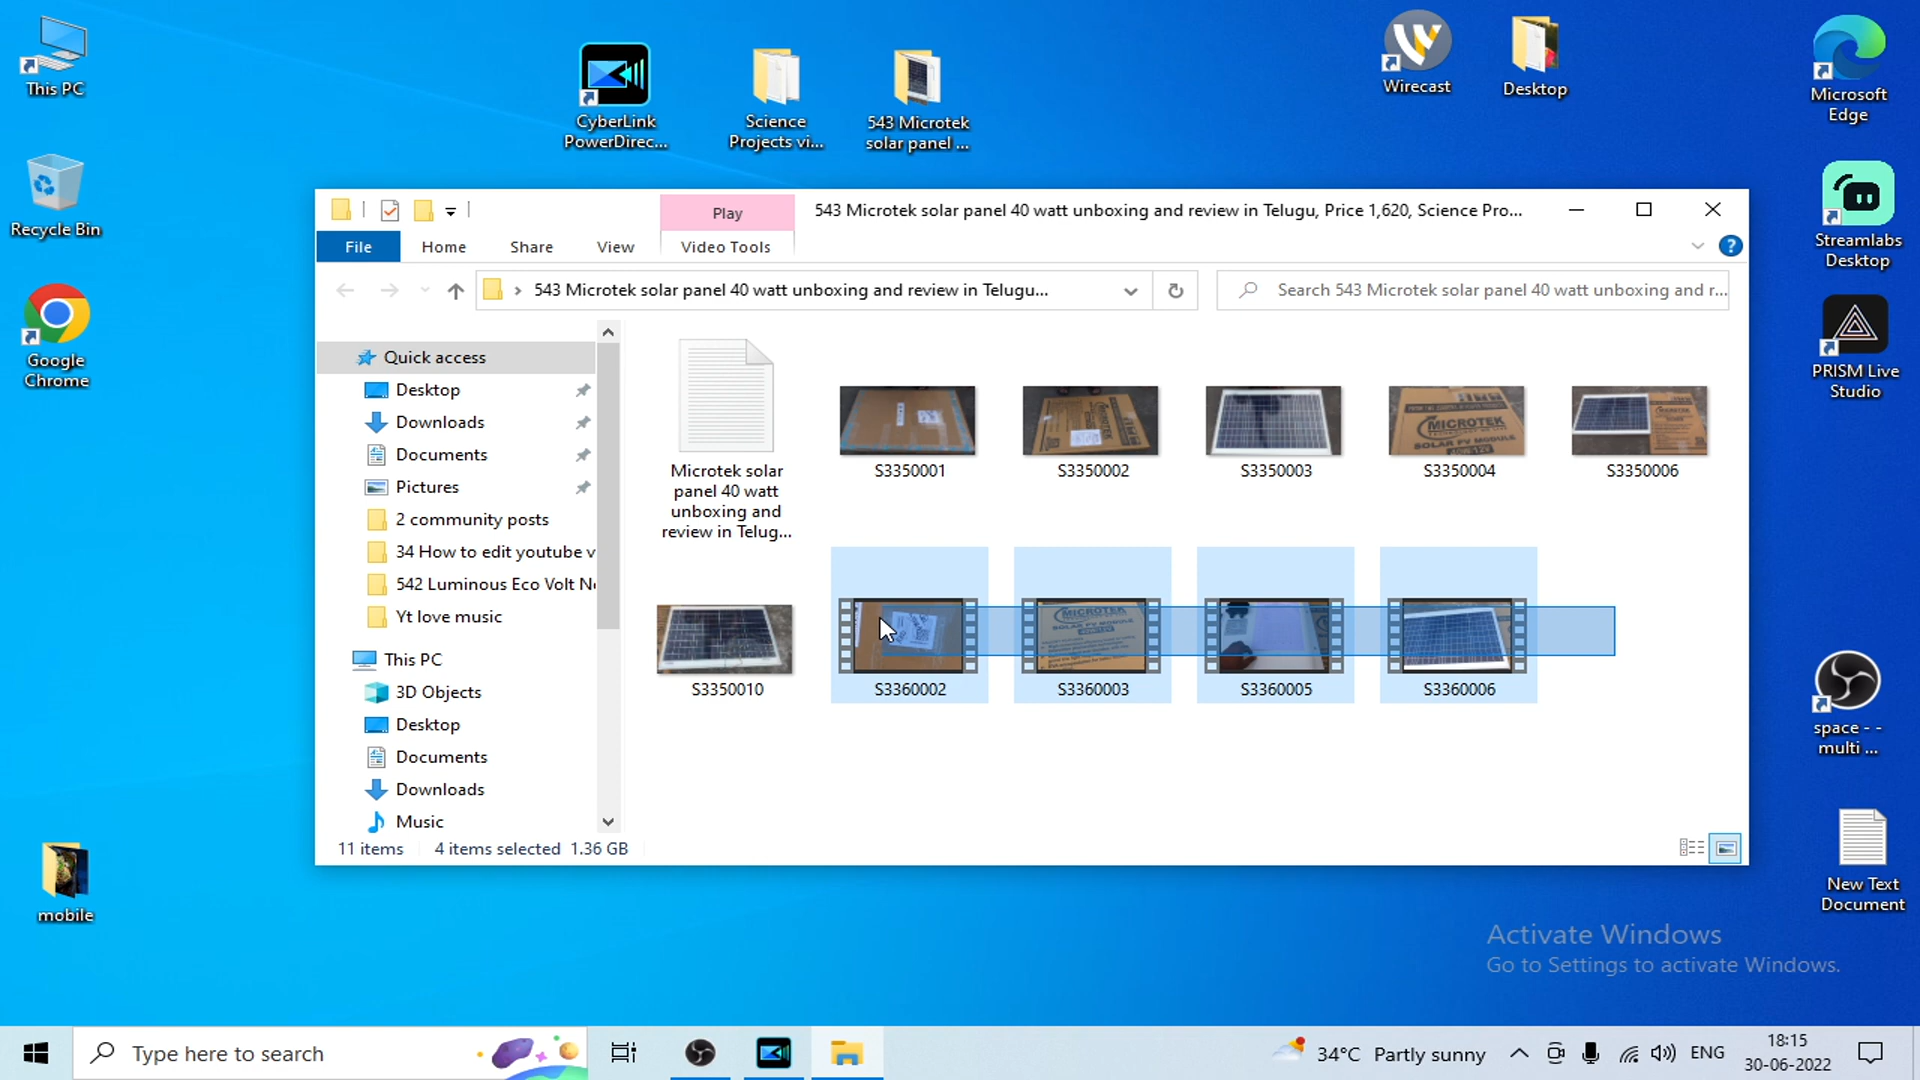 This PC
Recycle Bin
Google
Chrome
mobile
CyberLink
PowerDirec...
Science
Projects vi...
543 Microtek
solar panel ...
Wirecast
Desktop
Microsoft
Edge
Streamlabs
Desktop
PRISM Live
Studio
space - -
multi ...
New Text
Document
Play
543 Microtek solar panel 40 watt unboxing and review in Telugu, Price 1,620, Science Pro...
File
Home
Share
View
Video Tools
543 Microtek solar panel 40 watt unboxing and review in Telugu...
Search 543 Microtek solar panel 40 watt unboxing and r...
Quick access
Desktop
Downloads
Documents
Pictures
2 community posts
34 How to edit youtube v
542 Luminous Eco Volt N
Yt love music
This PC
3D Objects
Desktop
Documents
Downloads
Music
Microtek solar
panel 40 watt
unboxing and
review in Telug...
S3350001
S3350002
S3350003
MICROTEK
SOLAR PV MODULE
S3350004
S3350006
S3350010
S3360002
MICROTEK
S3360003
S3360005
S3360006
11 items
4 items selected 1.36 GB
Activate Windows
Go to Settings to activate Windows.
Type here to search
34°C Partly sunny
ENG
18:15
30-06-2022